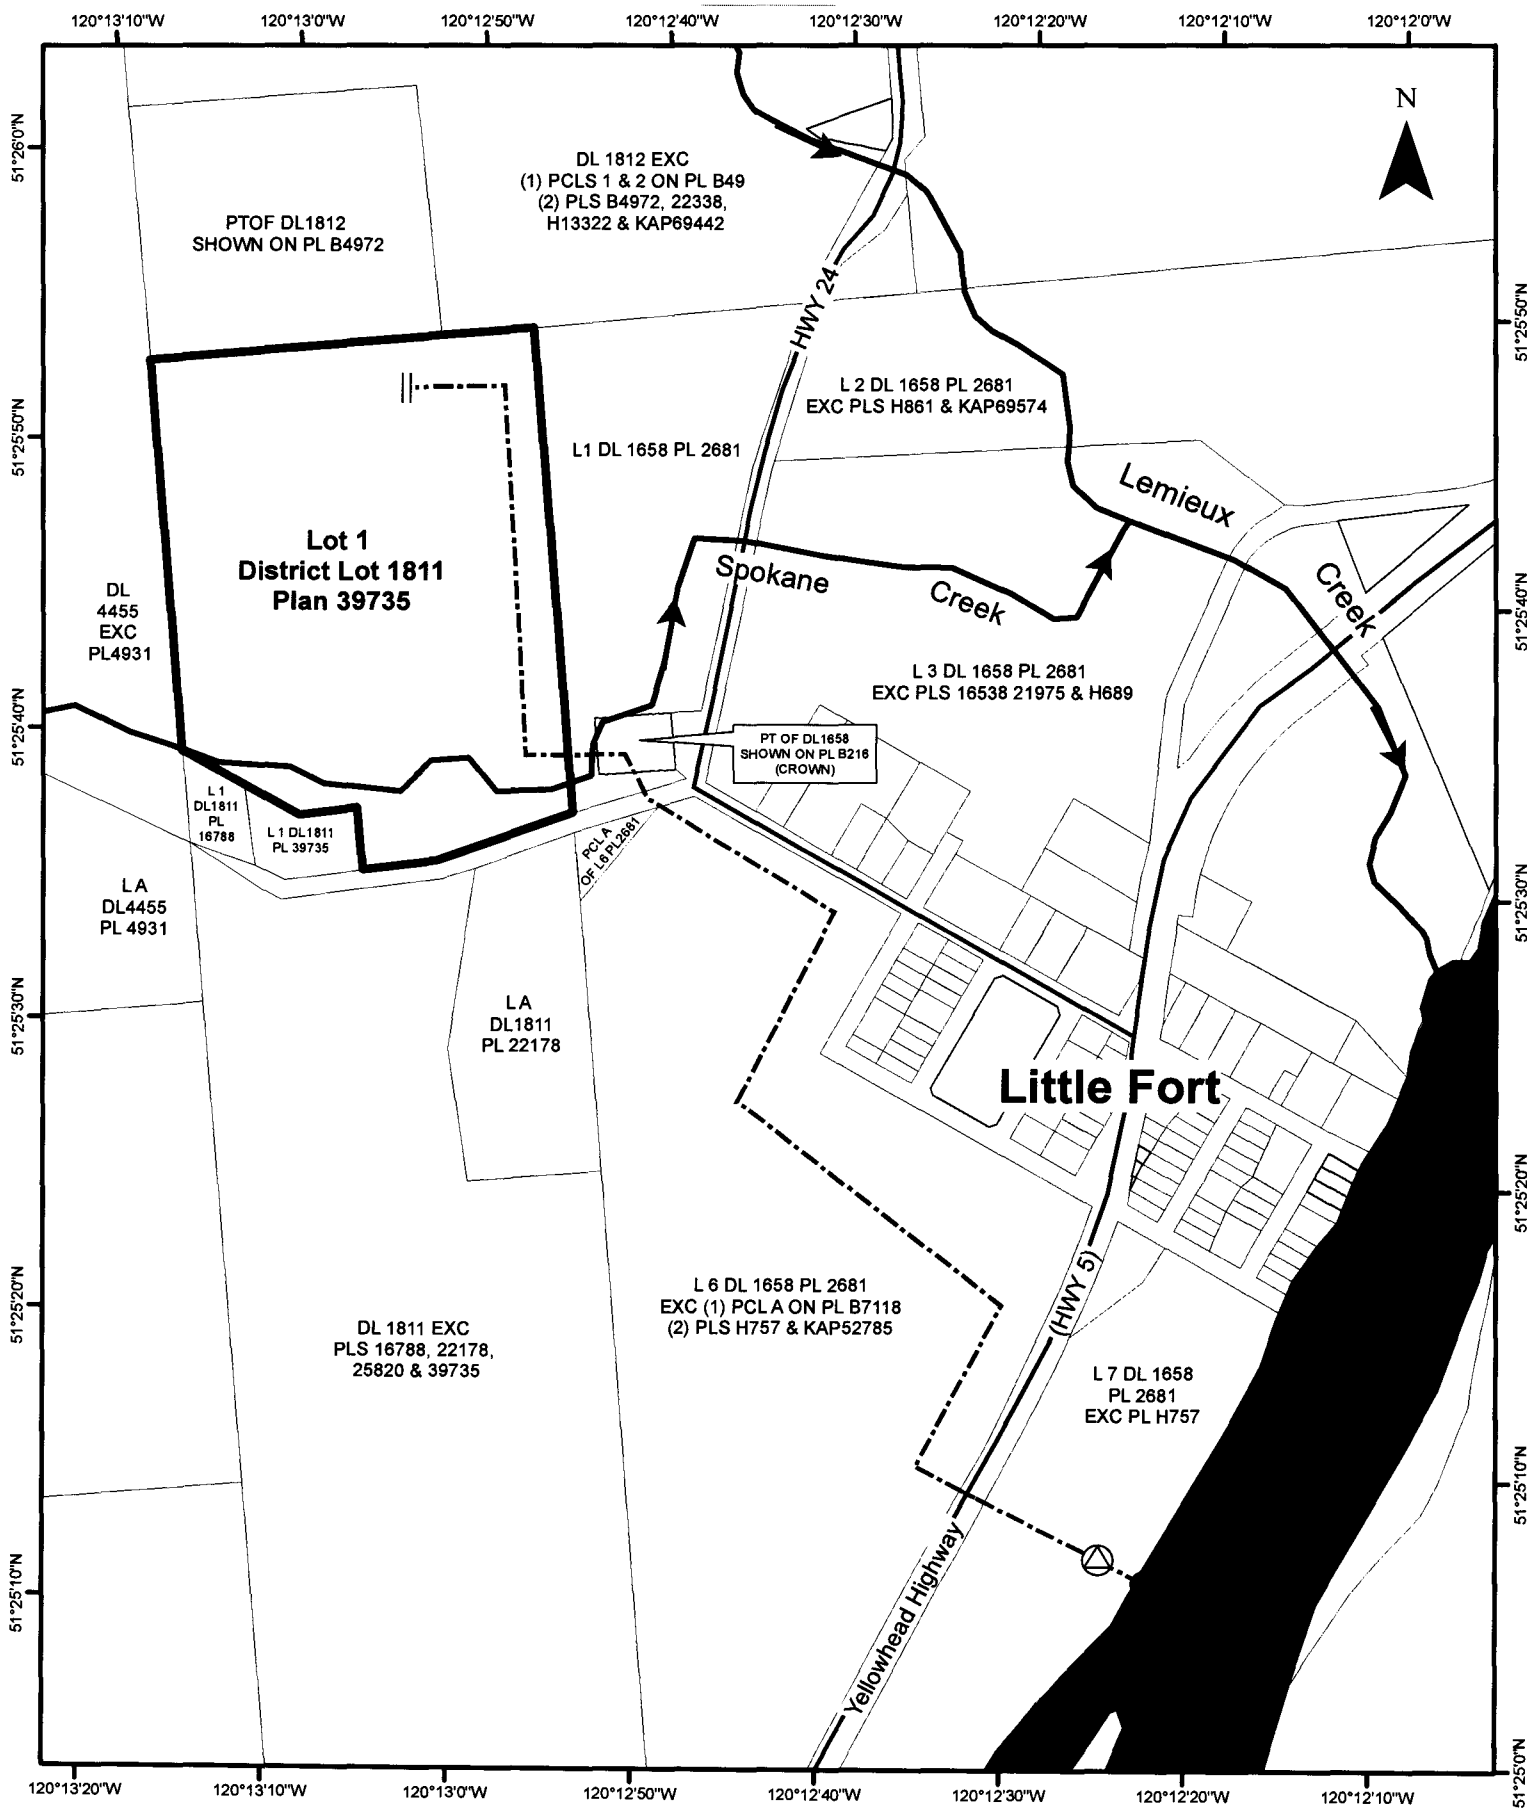 120°13'10"W
120°13'0"W
120°12'50"W
120°12'40"W
120°12'30"W
120°12'20"W
120°12'10"W
120°12'0"W
N
51°26'0"N
DL 1812 EXC
(1) PCLS 1 & 2 ON PL B49
(2) PLS B4972, 22338,
H13322 & KAP69442
PTOF DL1812
SHOWN ON PL B4972
HWY 24
51°25'50"N
L 2 DL 1658 PL 2681
EXC PLS H861 & KAP69574
51°25'50"N
L1 DL 1658 PL 2681
Lemieux
Creek
Lot 1
District Lot 1811
Plan 39735
Spokane
Creek
DL
4455
EXC
PL4931
51°25'40"N
L 3 DL 1658 PL 2681
EXC PLS 16538 21975 & H689
51°25'40"N
PT OF DL1658
SHOWN ON PL B216
(CROWN)
L 1
DL1811
PL
16788
L 1 DL1811
PL 39735
PCL A
OF L6 PL2681
L A
DL4455
PL 4931
51°25'30"N
L A
DL1811
PL 22178
51°25'30"N
Little Fort
51°25'20"N
(HWY 5)
L 6 DL 1658 PL 2681
EXC (1) PCL A ON PL B7118
(2) PLS H757 & KAP52785
51°25'20"N
DL 1811 EXC
PLS 16788, 22178,
25820 & 39735
L 7 DL 1658
PL 2681
EXC PL H757
51°25'10"N
Yellowhead Highway
51°25'10"N
51°25'0"N
120°13'20"W
120°13'10"W
120°13'0"W
120°12'50"W
120°12'40"W
120°12'30"W
120°12'20"W
120°12'10"W